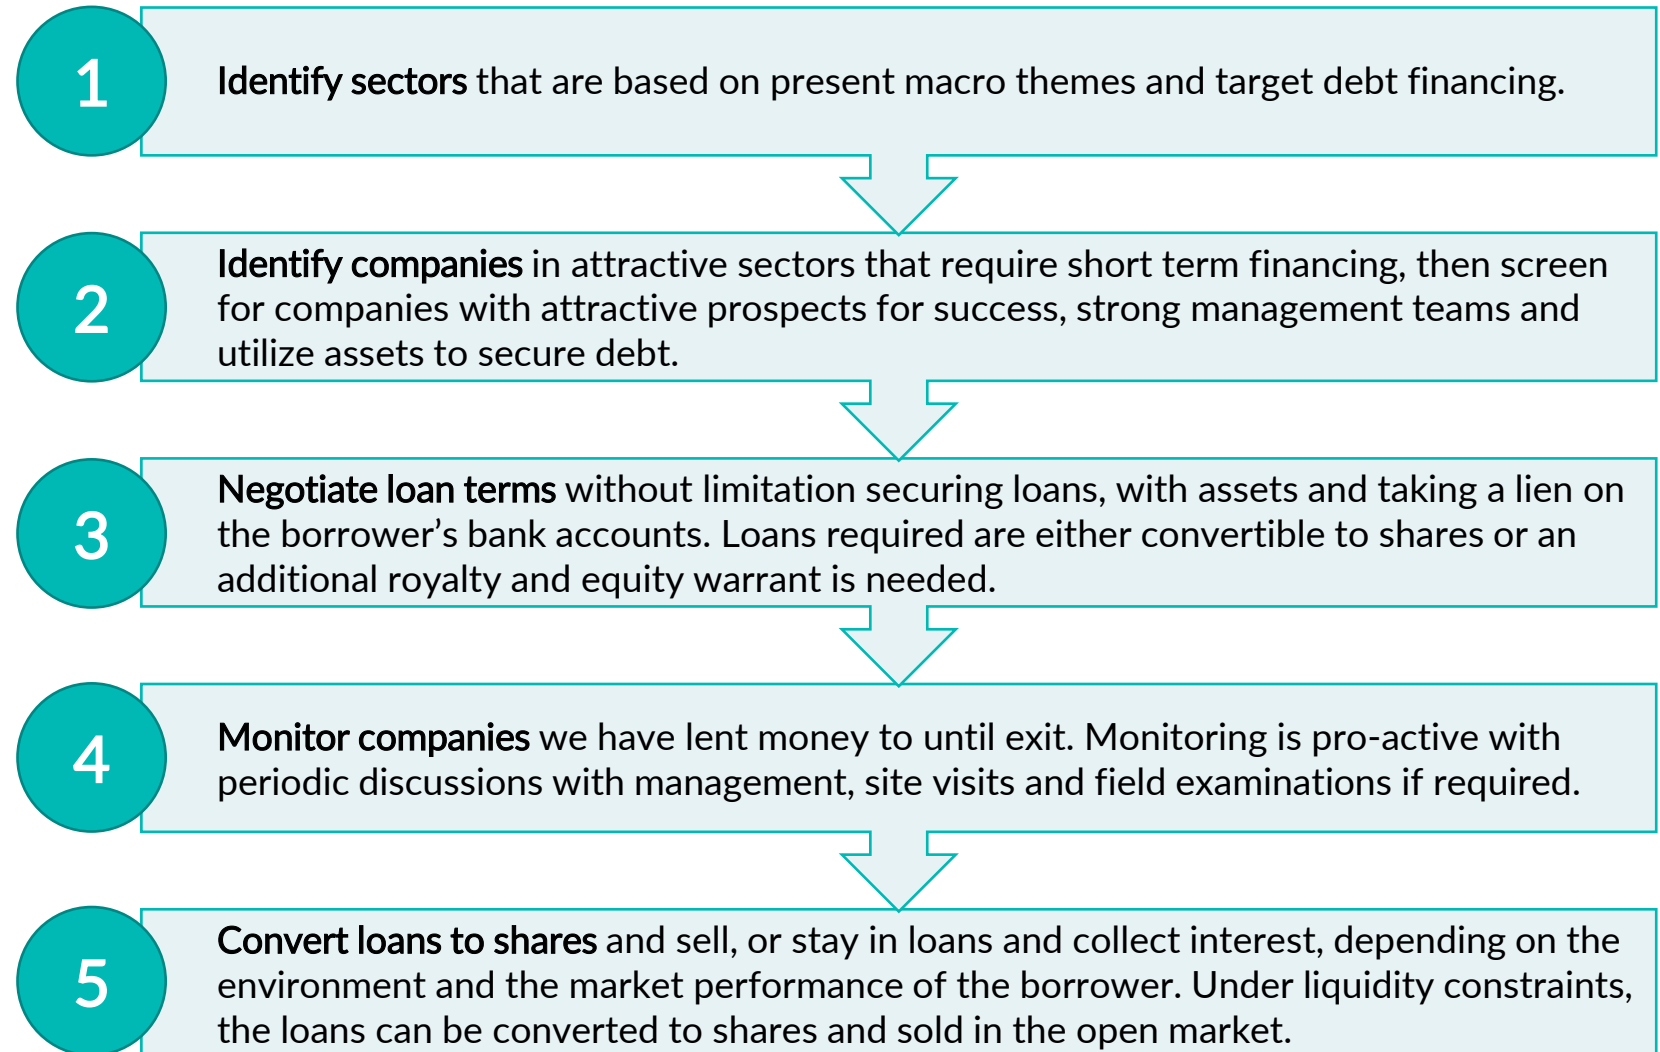 1
Identify sectors that are based on present macro themes and target debt financing.
2
Identify companies in attractive sectors that require short term financing, then screen
for companies with attractive prospects for success, strong management teams and
utilize assets to secure debt.
3
Negotiate loan terms without limitation securing loans, with assets and taking a lien on
the borrower’s bank accounts. Loans required are either convertible to shares or an
additional royalty and equity warrant is needed.
4
Monitor companies we have lent money to until exit. Monitoring is pro-active with
periodic discussions with management, site visits and field examinations if required.
5
Convert loans to shares and sell, or stay in loans and collect interest, depending on the
environment and the market performance of the borrower. Under liquidity constraints,
the loans can be converted to shares and sold in the open market.